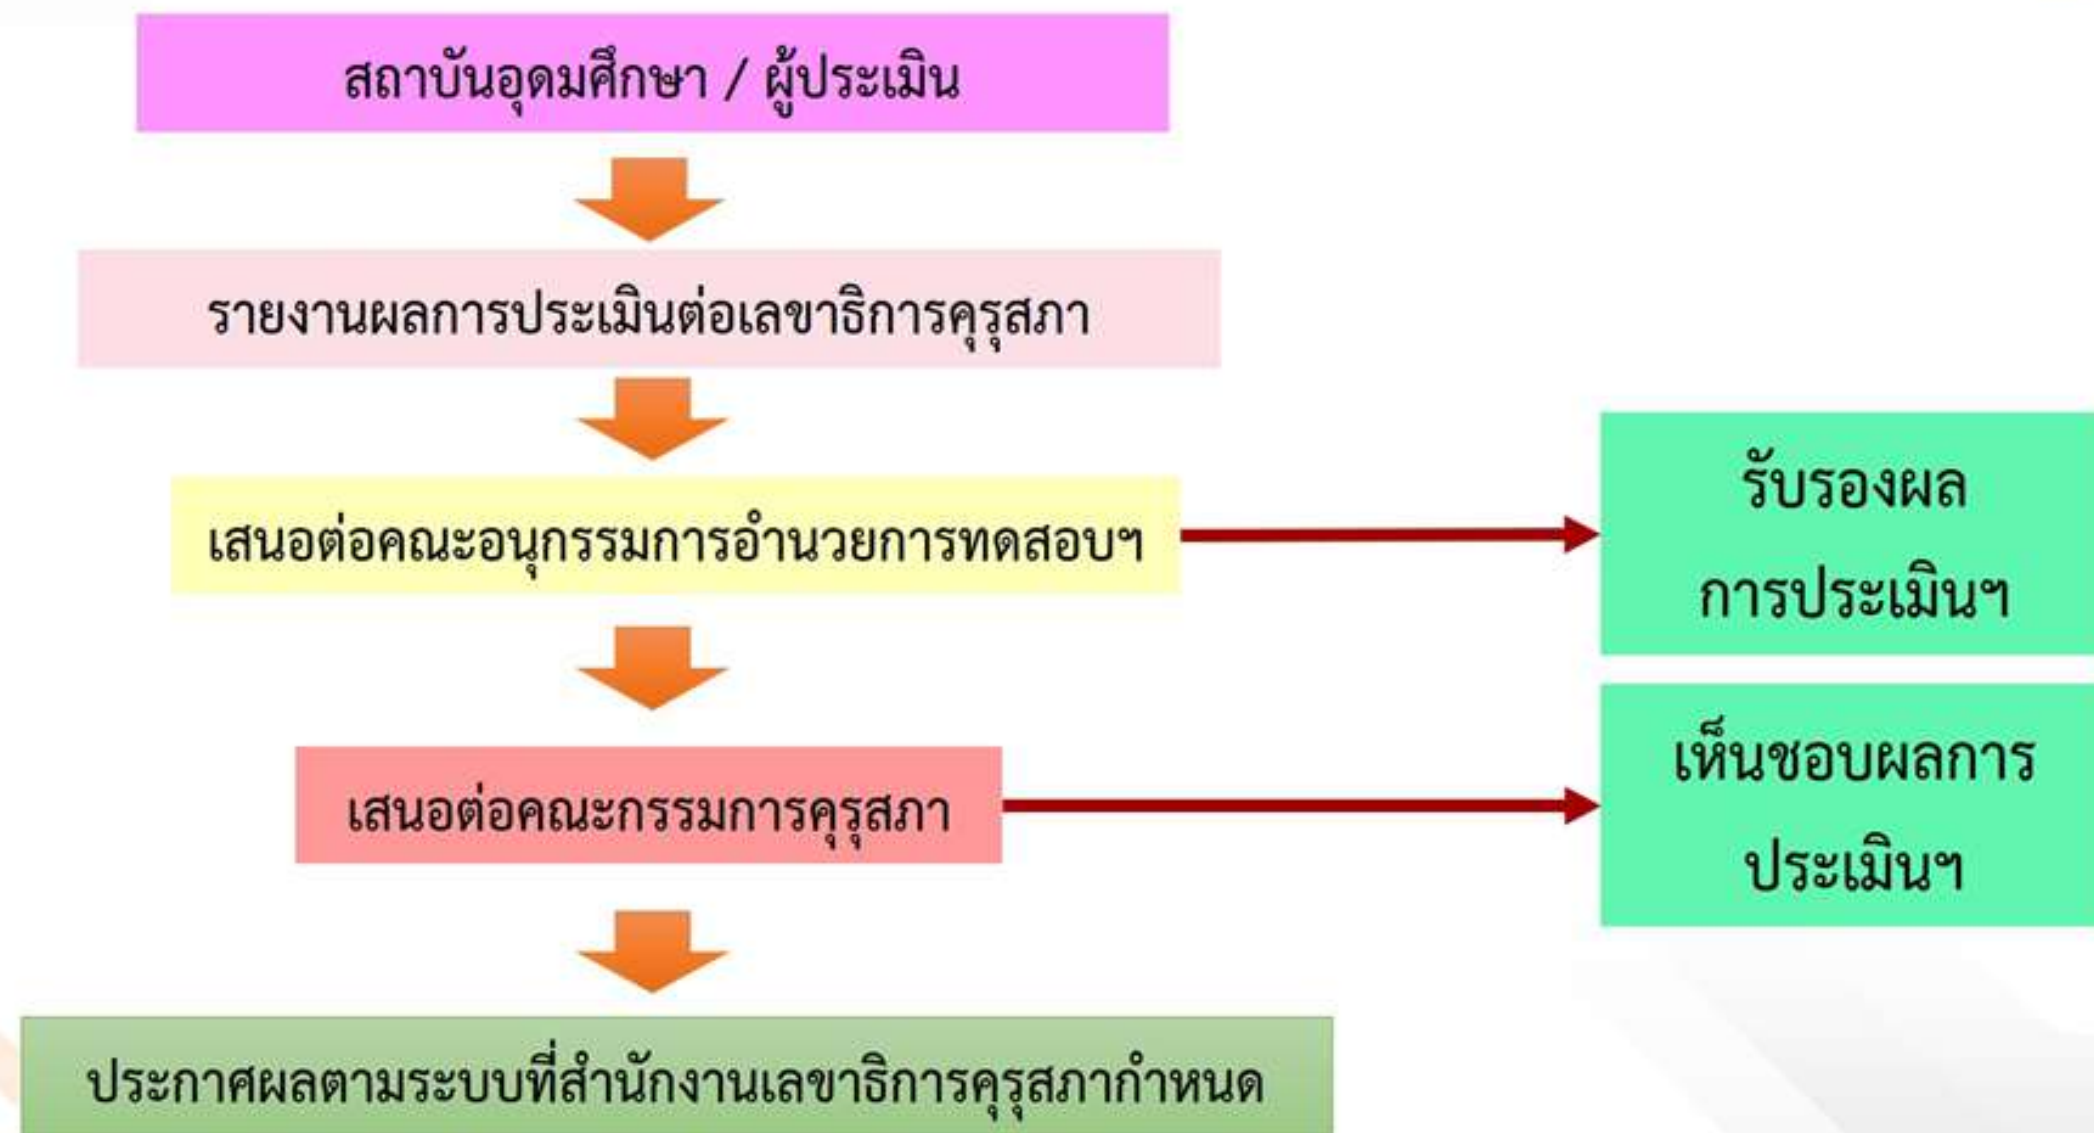 สถาบันอุดมศึกษา / ผู้ประเมิน
รายงานผลการประเมินต่อเลขาธิการคุรุสภา
เสนอต่อคณะอนุกรรมการอำนวยการทดสอบฯ
รับรองผล
การประเมินฯ
เสนอต่อคณะกรรมการคุรุสภา
เห็นชอบผลการ
ประเมินฯ
ประกาศผลตามระบบที่สำนักงานเลขาธิการคุรุสภากำหนด